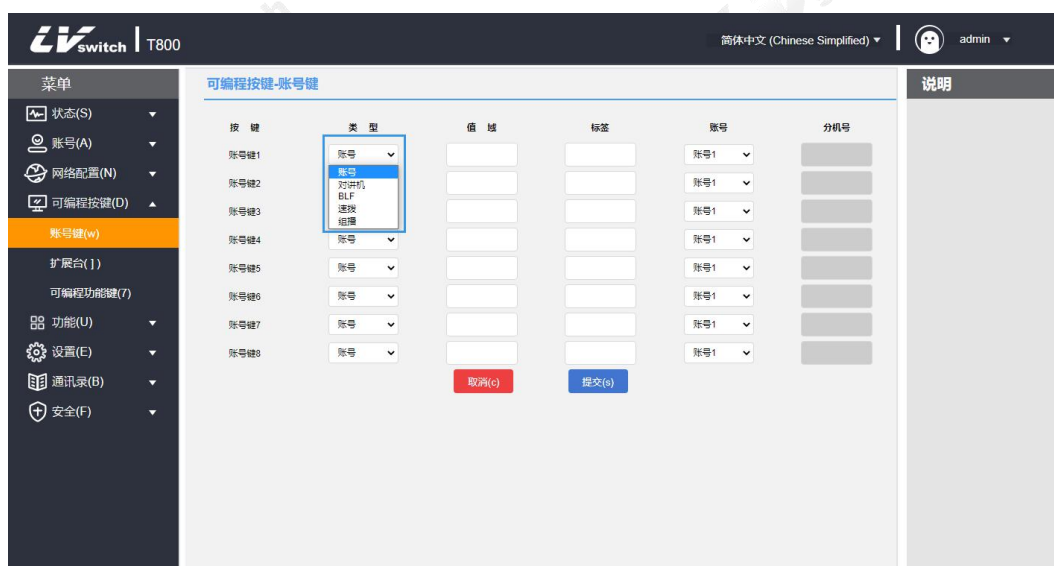 LVswitch T800
简体中文 (Chinese Simplified)
admin
菜单
状态(S)
账号(A)
网络配置(N)
可编程按键(D)
账号键(w)
扩展台( ] )
可编程功能键(7)
功能(U)
设置(E)
通讯录(B)
安全(F)
可编程按键-账号键
按 键 类 型 值 域 标签 账号 分机号
账号键1 账号 账号1
账号
对讲机
BLF
速拨
组播
账号键2 账号1
账号键3 账号1
账号键4 账号 账号1
账号键5 账号 账号1
账号键6 账号 账号1
账号键7 账号 账号1
账号键8 账号 账号1
取消(c) 提交(s)
说明